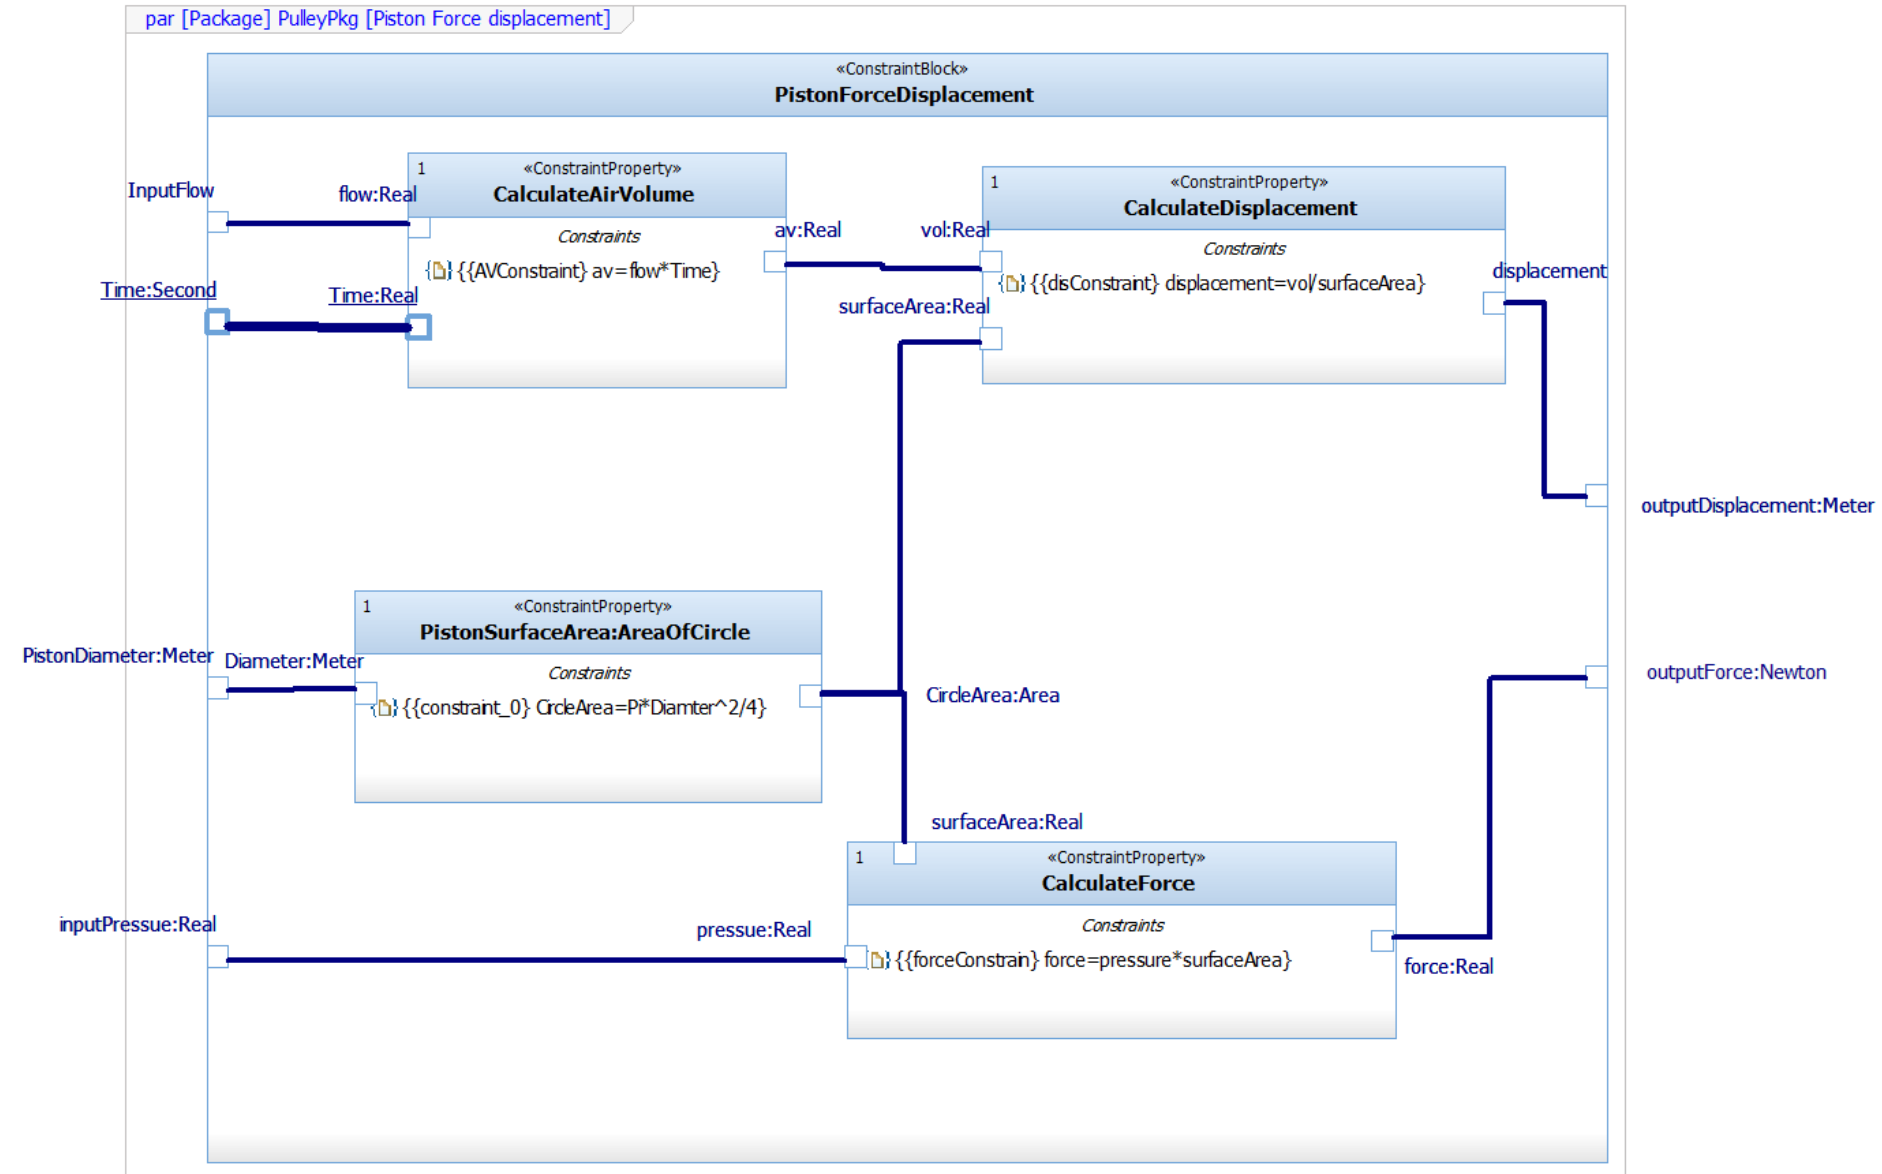 par [Package] PulleyPkg [Piston Force displacement]
«ConstraintBlock»
PistonForceDisplacement
InputFlow
flow:Real
1
«ConstraintProperty»
CalculateAirVolume
Constraints
{{AVConstraint} av=flow*Time}
Time:Second
Time:Real
av:Real
vol:Real
surfaceArea:Real
1
«ConstraintProperty»
CalculateDisplacement
Constraints
{{disConstraint} displacement=vol/surfaceArea}
displacement
outputDisplacement:Meter
PistonDiameter:Meter
Diameter:Meter
1
«ConstraintProperty»
PistonSurfaceArea:AreaOfCircle
Constraints
{{constraint_0} CircleArea=Pi*Diamter^2/4}
CircleArea:Area
outputForce:Newton
surfaceArea:Real
inputPressue:Real
pressue:Real
1
«ConstraintProperty»
CalculateForce
Constraints
{{forceConstrain} force=pressure*surfaceArea}
force:Real